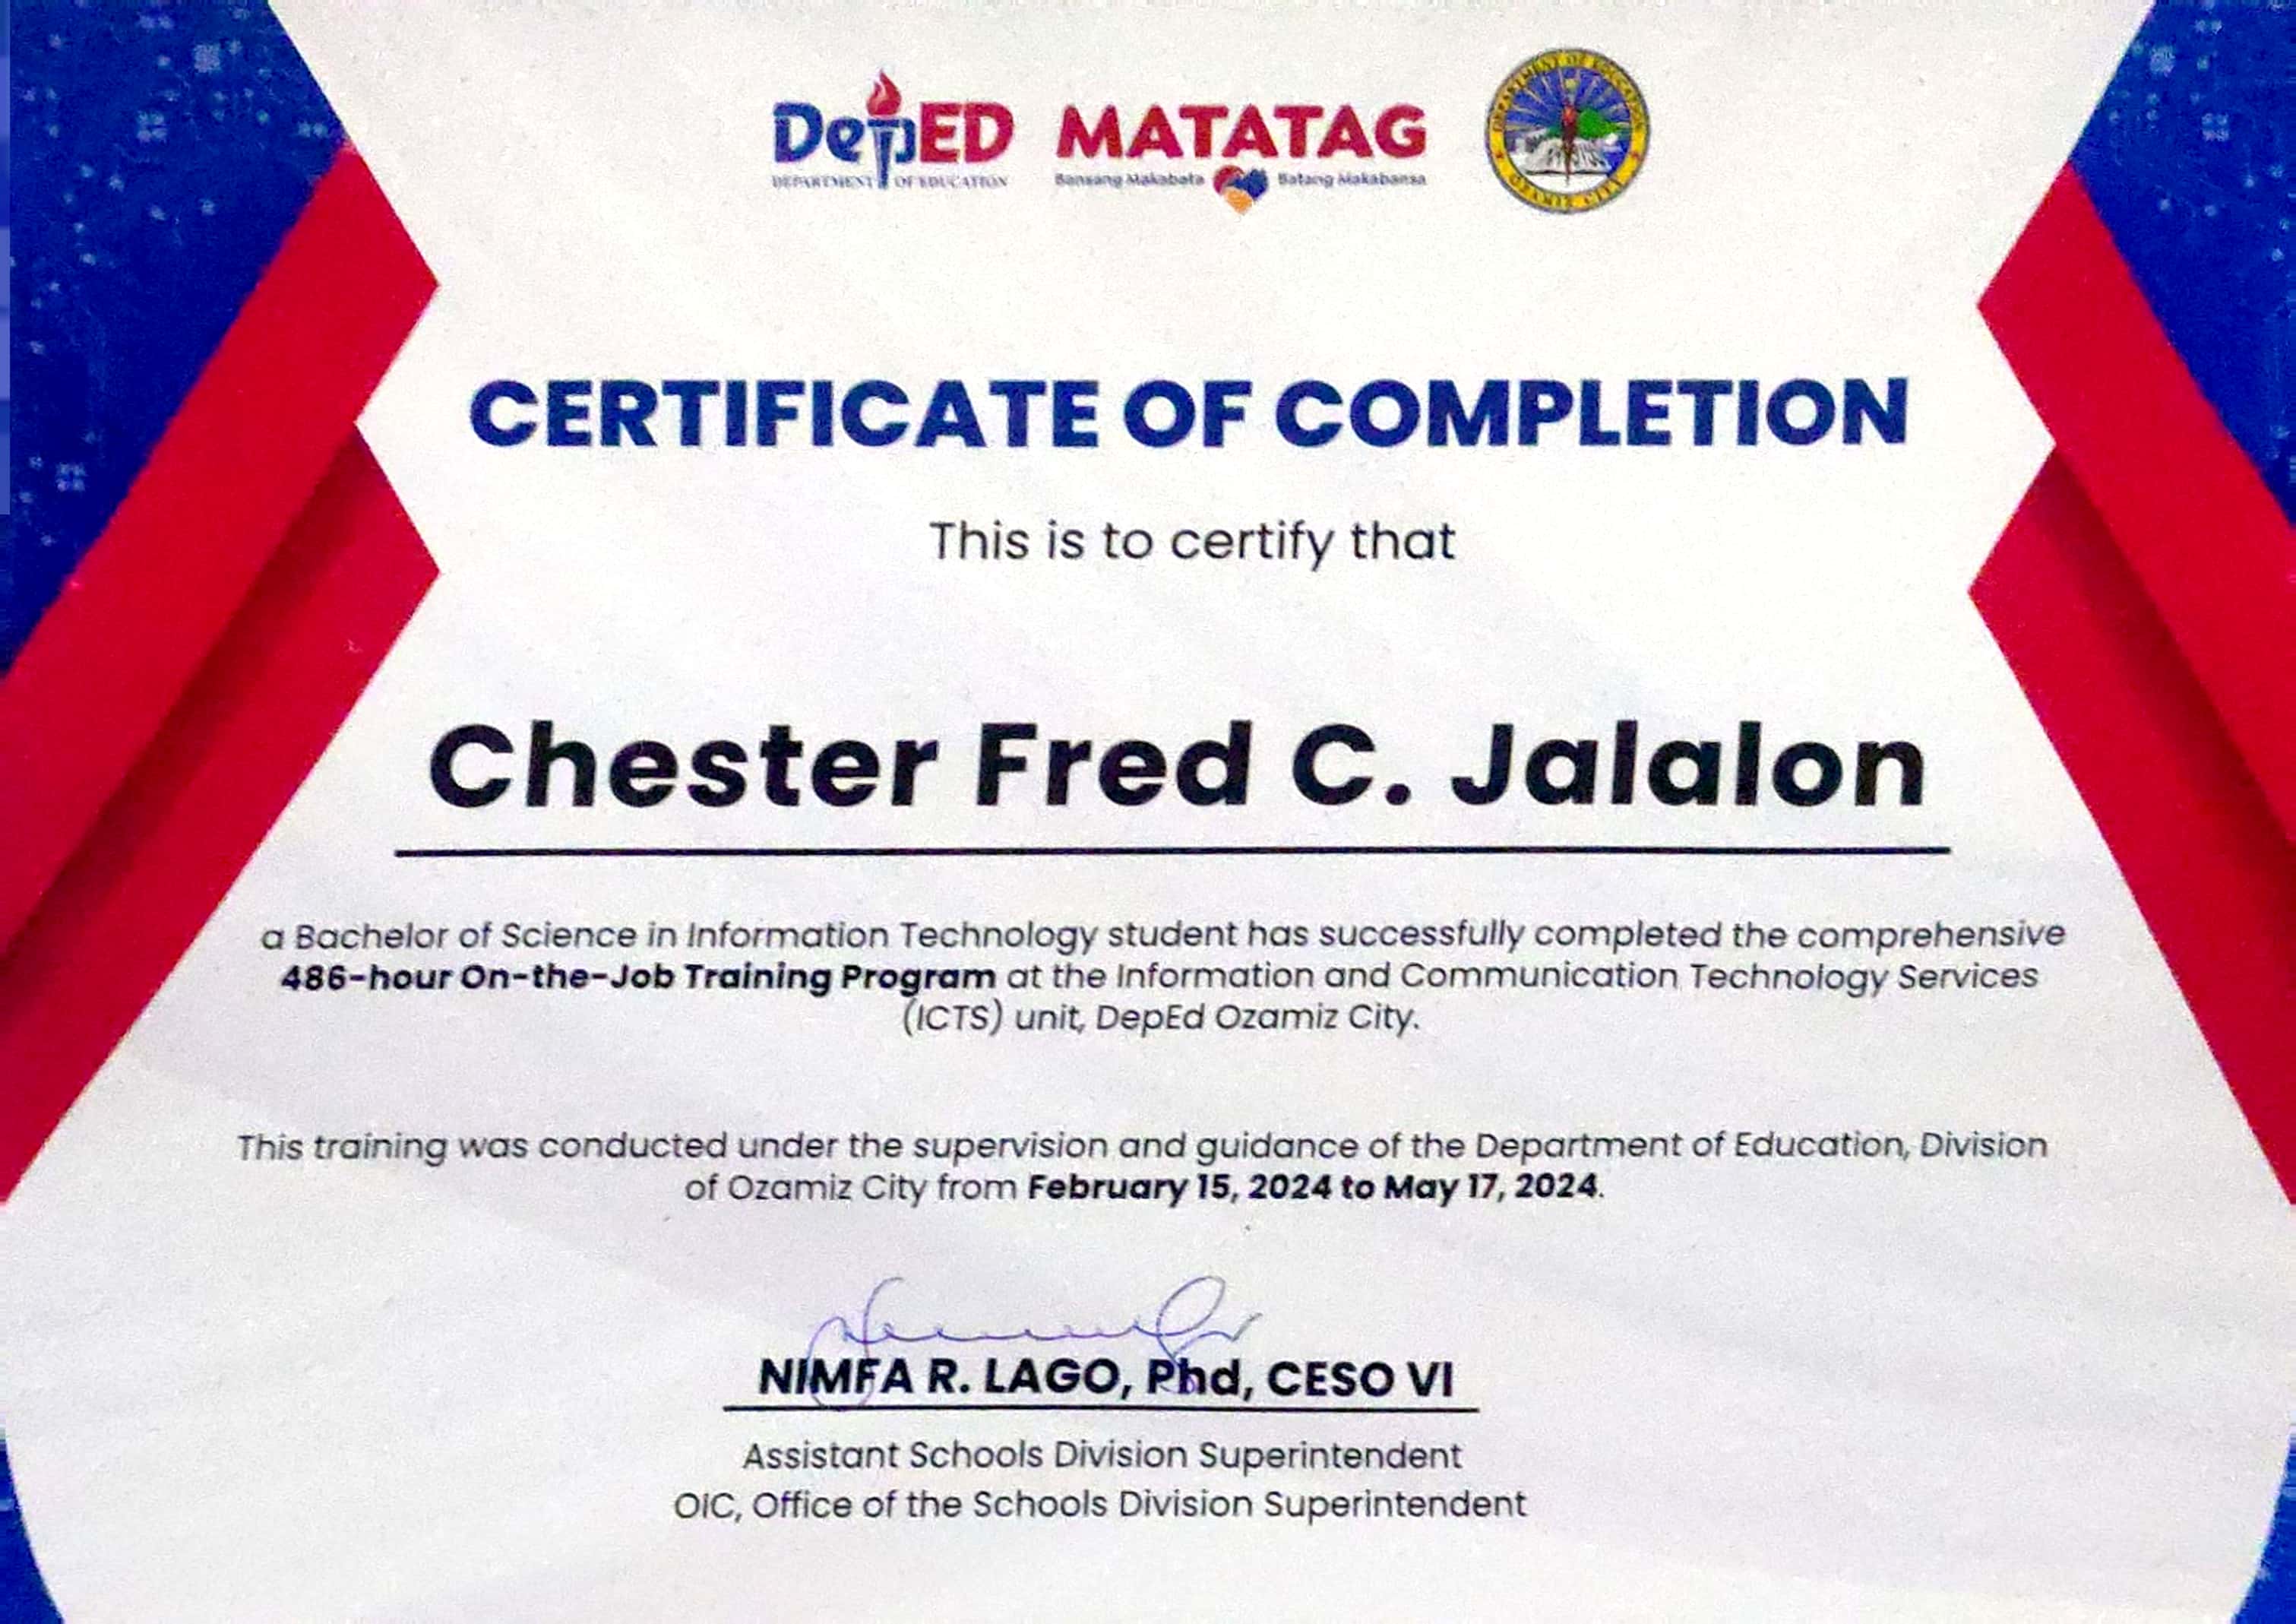 DepED MATATAG
DEPARTMENT OF EDUCATION Bansang Makabata Batang Makabansa
DEPARTMENT OF EDUCATION
OZAMIZ CITY
CERTIFICATE OF COMPLETION
This is to certify that
Chester Fred C. Jalalon
a Bachelor of Science in Information Technology student has successfully completed the comprehensive
486-hour On-the-Job Training Program at the Information and Communication Technology Services
(ICTS) unit, DepEd Ozamiz City.
This training was conducted under the supervision and guidance of the Department of Education, Division
of Ozamiz City from February 15, 2024 to May 17, 2024.
NIMFA R. LAGO, Phd, CESO VI
Assistant Schools Division Superintendent
OIC, Office of the Schools Division Superintendent